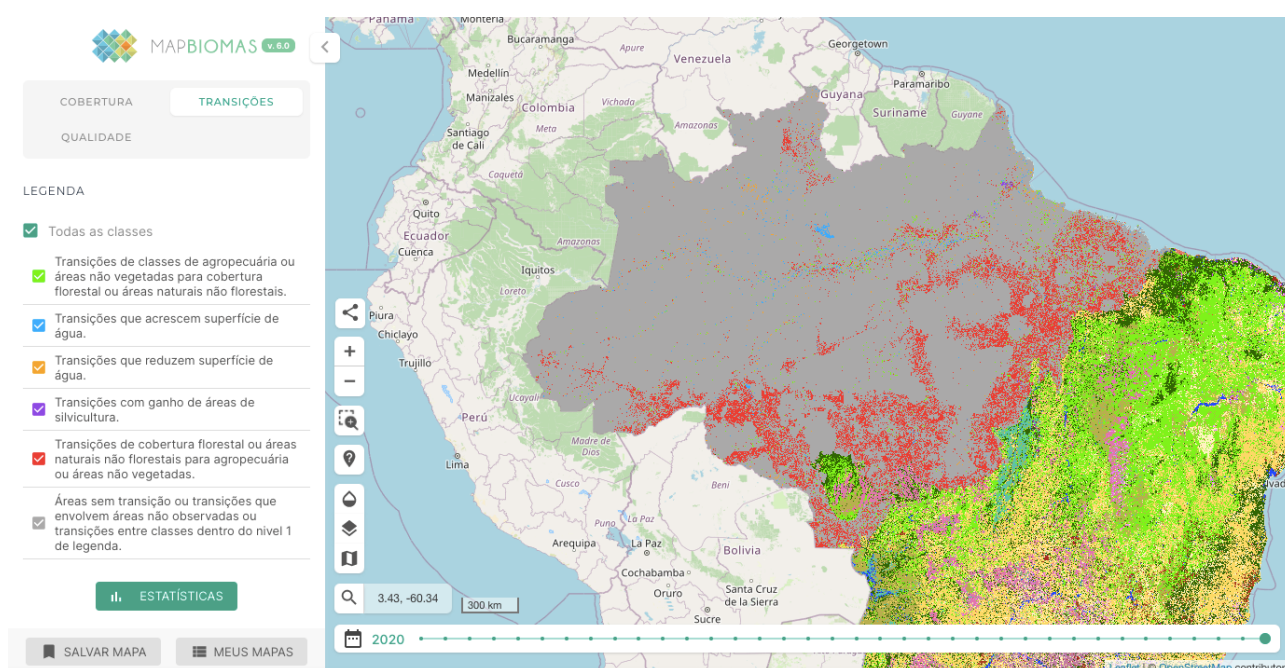 MAPBIOMAS v. 6.0
COBERTURA
TRANSIÇÕES
QUALIDADE
LEGENDA
Todas as classes
Transições de classes de agropecuária ou
áreas não vegetadas para cobertura
florestal ou áreas naturais não florestais.
Transições que acrescem superfície de
água.
Transições que reduzem superfície de
água.
Transições com ganho de áreas de
silvicultura.
Transições de cobertura florestal ou áreas
naturais não florestais para agropecuária
ou áreas não vegetadas.
Áreas sem transição ou transições que
envolvem áreas não observadas ou
transições entre classes dentro do nivel 1
de legenda.
ESTATÍSTICAS
SALVAR MAPA
MEUS MAPAS
Panamá
Montería
Bucaramanga
Apure
Venezuela
Georgetown
Medellín
Paramaribo
Manizales
Colombia
Vichada
Guyana
Suriname
Guyane
Santiago
de Cali
Meta
Amazonas
Caquetá
Quito
Ecuador
Cuenca
Amazonas
Iquitos
Loreto
Piura
Chiclayo
Trujillo
Ucayali
Perú
Madre de
Dios
Lima
Cusco
Beni
Puno
La Paz
Arequipa
La Paz
Bolivia
Cochabamba
Oruro
Santa Cruz
de la Sierra
Sucre
3.43, -60.34
300 km
2020
Leaflet | © OpenStreetMap contributor